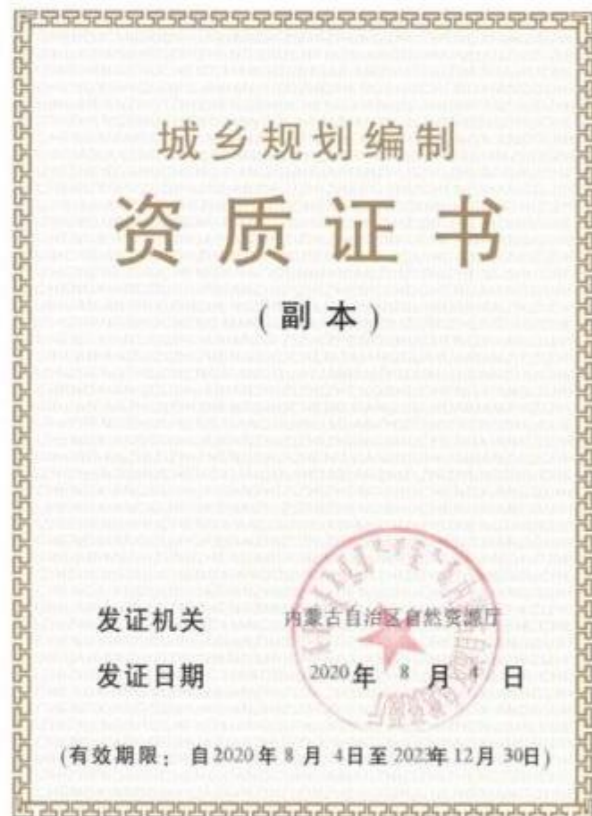 城乡规划编制
资质证书
(副本)
发证机关 内蒙古自治区自然资源厅
发证日期 2020年 8 月 4 日
(有效期限: 自2020年8月 4日至2023年12月30日)